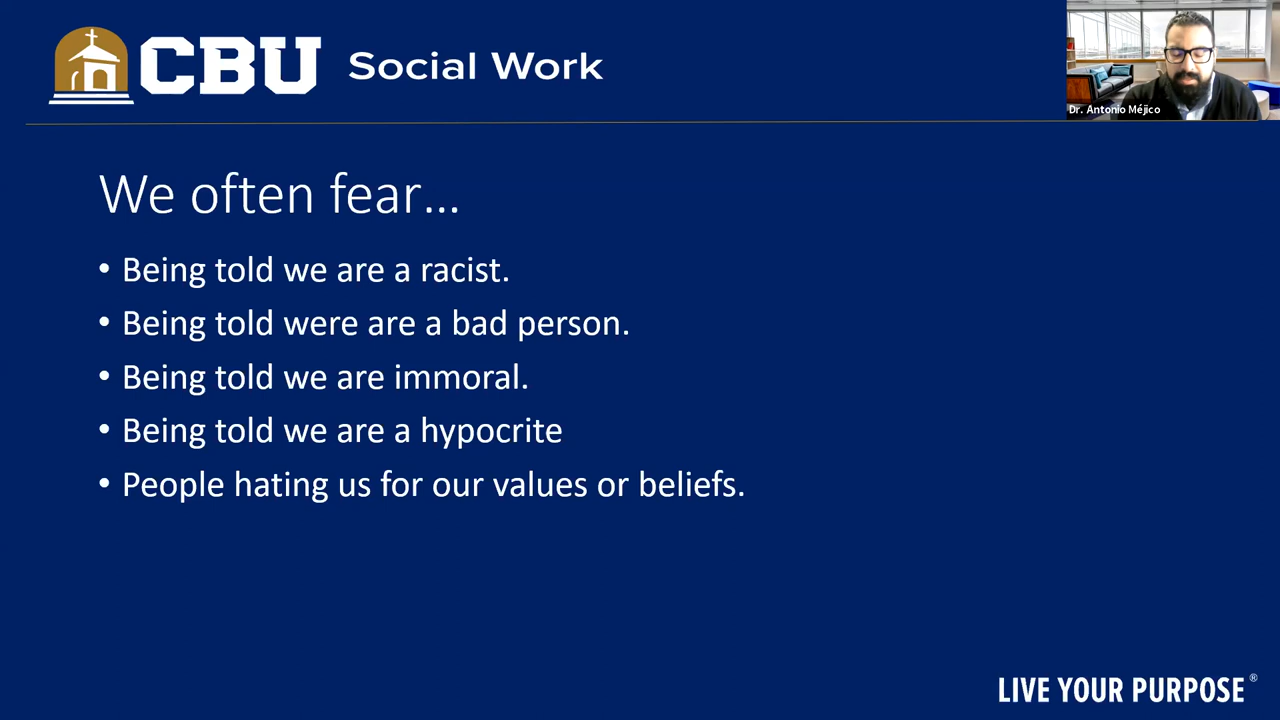 CBU Social Work
Dr. Antonio Méjico
We often fear...
• Being told we are a racist.
• Being told were are a bad person.
• Being told we are immoral.
• Being told we are a hypocrite
• People hating us for our values or beliefs.
LIVE YOUR PURPOSE®